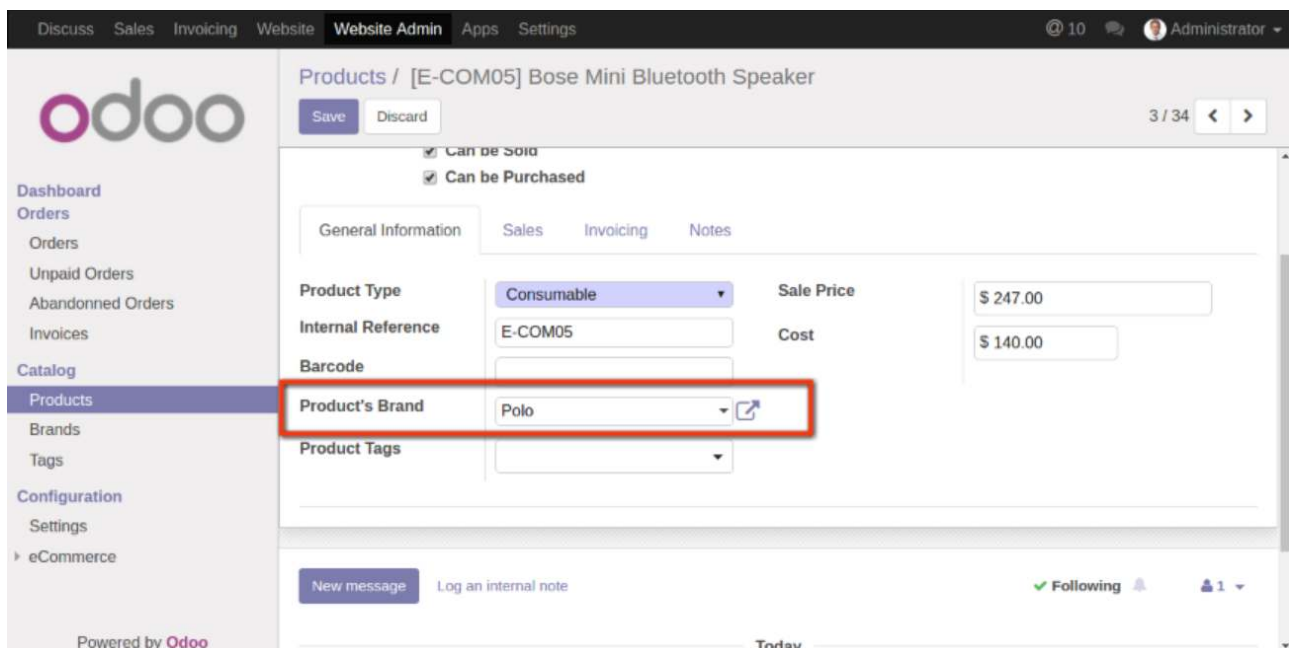 Discuss Sales Invoicing Website Website Admin Apps Settings @ 10 Administrator
odoo
Products / [E-COM05] Bose Mini Bluetooth Speaker
Save Discard 3 / 34
Can be Sold
Can be Purchased
Dashboard
Orders
Orders
Unpaid Orders
Abandonned Orders
Invoices
Catalog
Products
Brands
Tags
Configuration
Settings
eCommerce
Powered by Odoo
General Information Sales Invoicing Notes
Product Type Consumable
Internal Reference E-COM05
Barcode
Product's Brand Polo
Product Tags
Sale Price $ 247.00
Cost $ 140.00
New message Log an internal note Following 1
Today